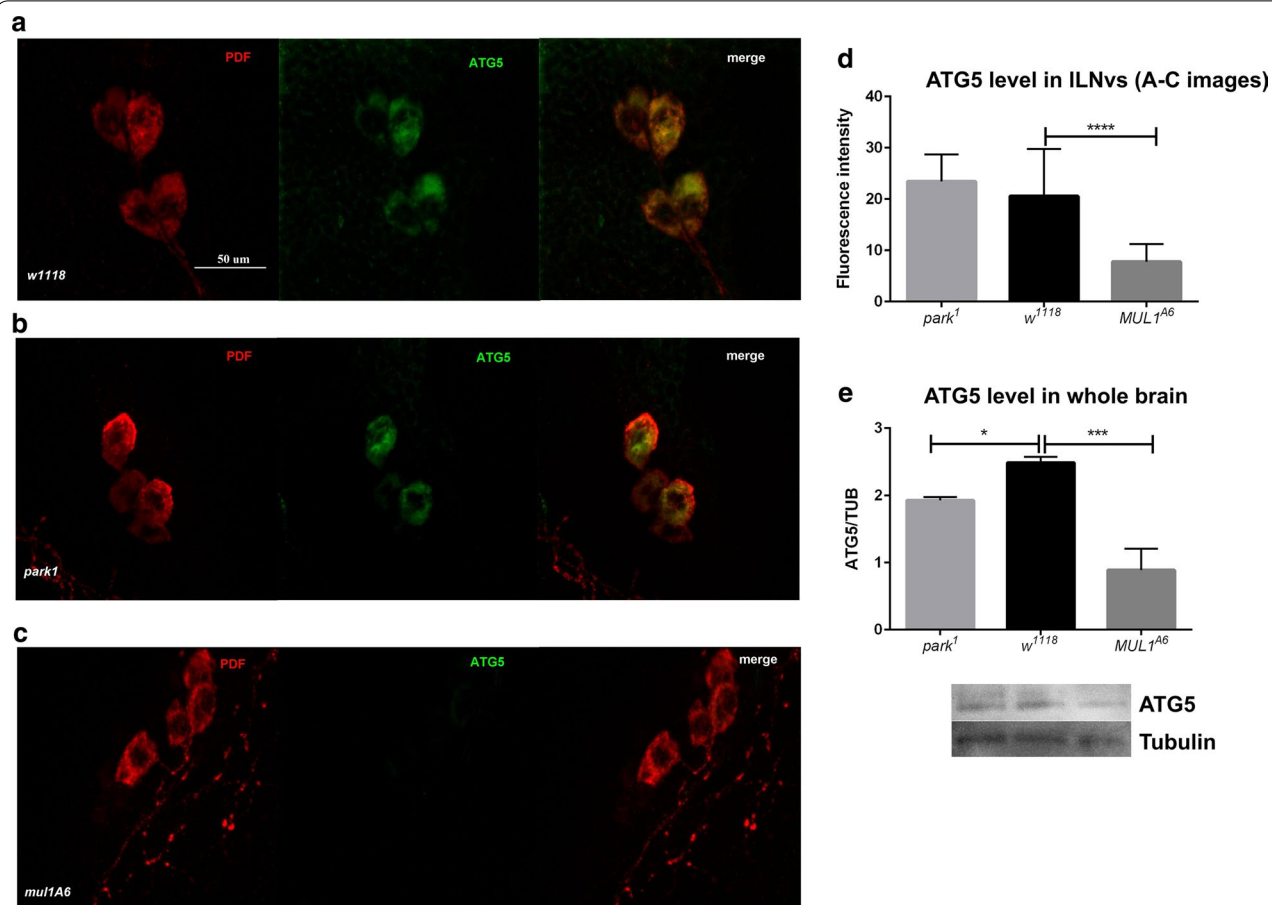 a
PDF
ATG5
merge
w1118
50 um
b
PDF
ATG5
merge
park1
c
PDF
ATG5
merge
mul1A6
d
ATG5 level in lLNvs (A-C images)
Fluorescence intensity
40
30
20
10
0
****
park¹
w¹¹¹⁸
MUL1ᴬ⁶
e
ATG5 level in whole brain
ATG5/TUB
3
2
1
0
*
***
park¹
w¹¹¹⁸
MUL1ᴬ⁶
ATG5
Tubulin